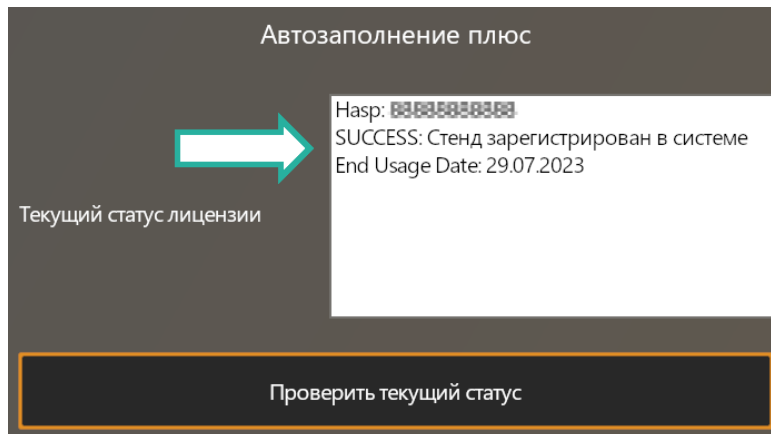 Автозаполнение плюс
Hasp:
SUCCESS: Стенд зарегистрирован в системе
End Usage Date: 29.07.2023
Текущий статус лицензии
Проверить текущий статус